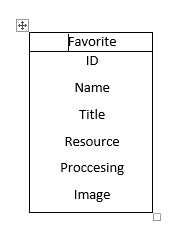 Favorite
ID
Name
Title
Resource
Proccesing
Image